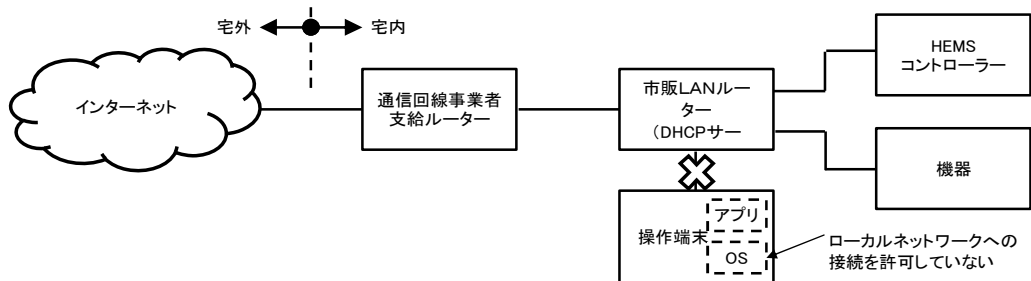 宅外
宅内
インターネット
通信回線事業者
支給ルーター
市販LANルー
ター
(DHCPサー
HEMS
コントローラー
機器
操作端末
アプリ
OS
ローカルネットワークへの
接続を許可していない